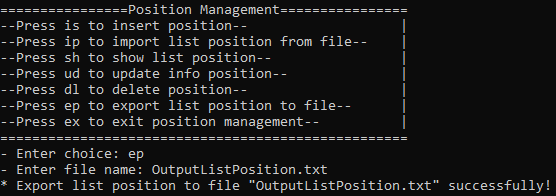 ================Position Management================
--Press is to insert position-- |
--Press ip to import list position from file-- |
--Press sh to show list position-- |
--Press ud to update info position-- |
--Press dl to delete position-- |
--Press ep to export list position to file-- |
--Press ex to exit position management-- |
===================================================
- Enter choice: ep
- Enter file name: OutputListPosition.txt
* Export list position to file "OutputListPosition.txt" successfully!